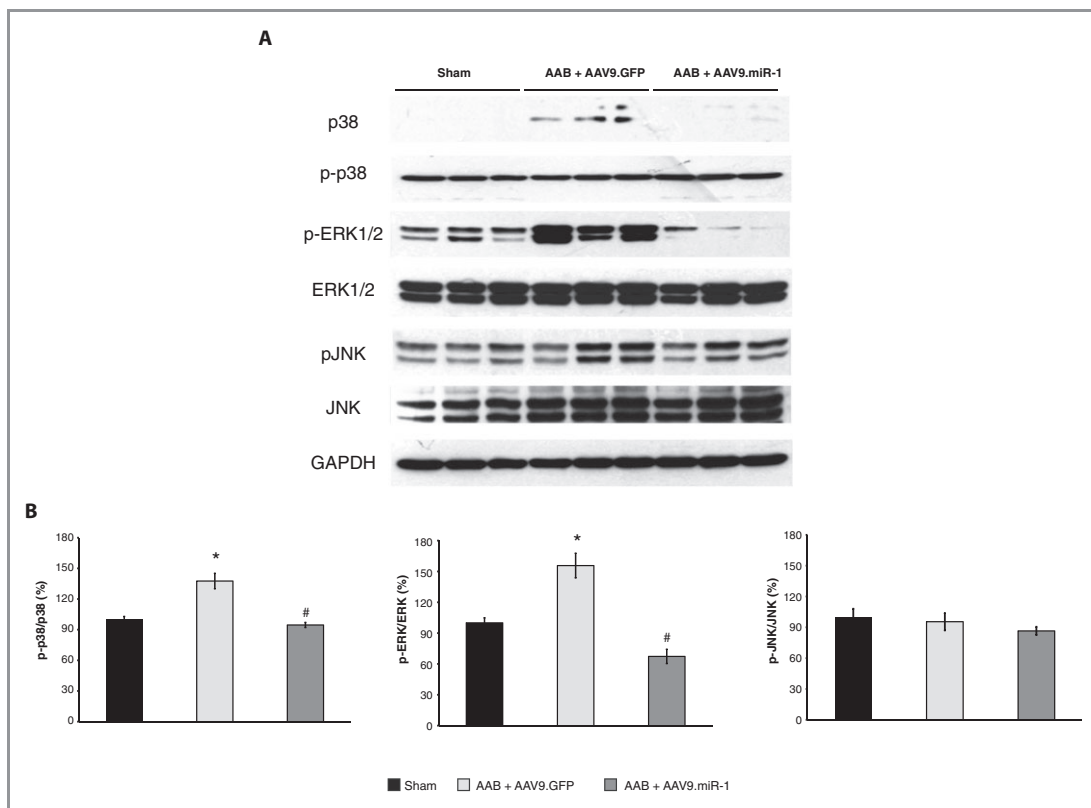 A
Sham AAB + AAV9.GFP AAB + AAV9.miR-1
p38
p-p38
p-ERK1/2
ERK1/2
pJNK
JNK
GAPDH
B
p-p38/p38 (%)
180
150
120
90
60
30
0
*
#
p-ERK/ERK (%)
180
150
120
90
60
30
0
*
#
p-JNK/JNK (%)
180
150
120
90
60
30
0
Sham AAB + AAV9.GFP AAB + AAV9.miR-1